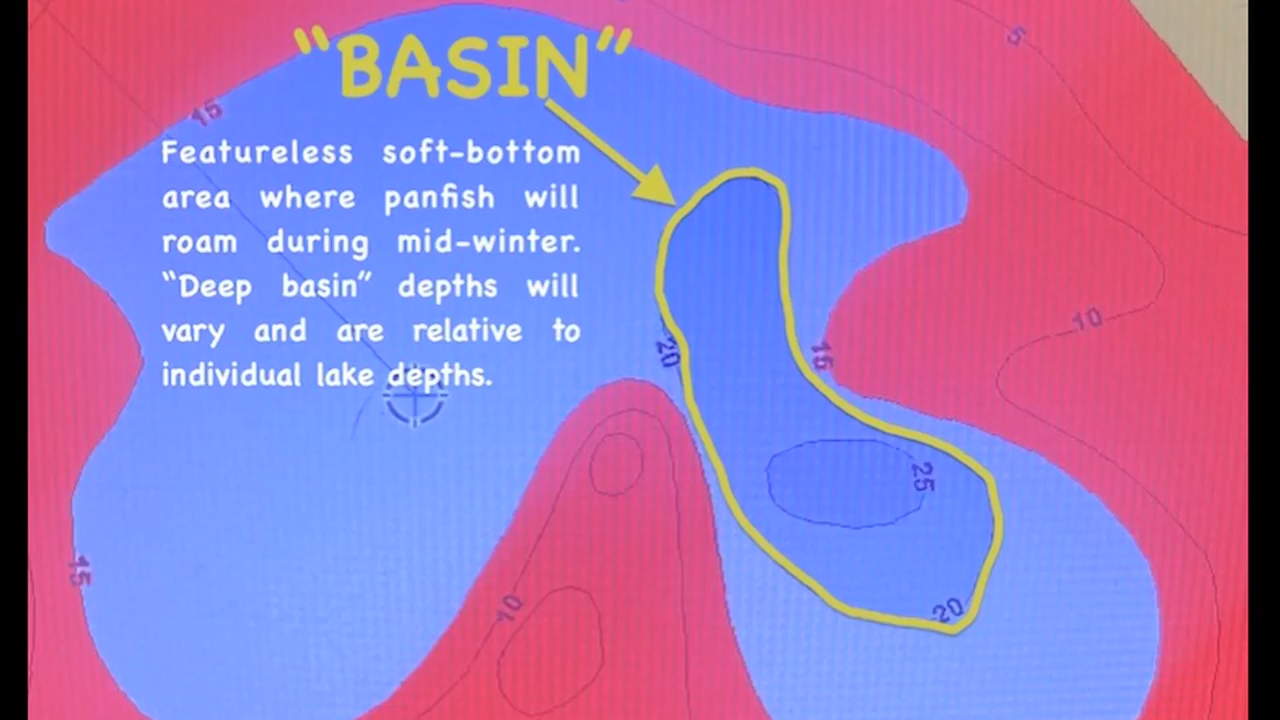 “BASIN”
Featureless soft-bottom
area where panfish will
roam during mid-winter.
“Deep basin” depths will
vary and are relative to
individual lake depths.
5
15
10
20
15
25
15
10
20